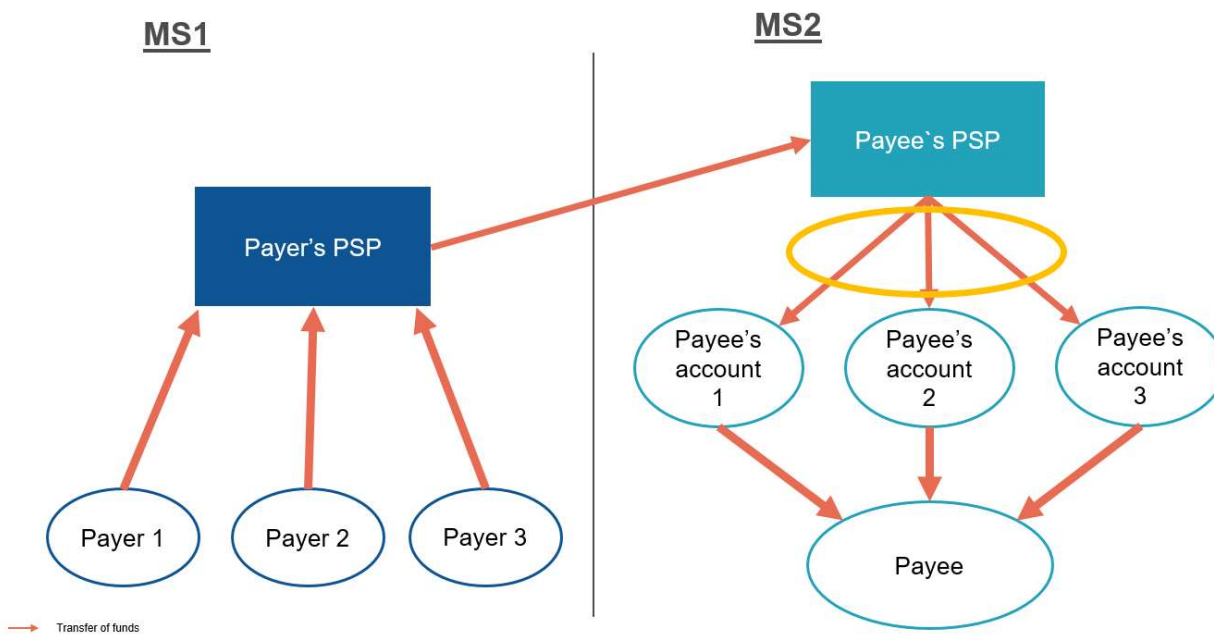 MS1
MS2
Payee`s PSP
Payer's PSP
Payee's
account
1
Payee's
account
2
Payee's
account
3
Payer 1
Payer 2
Payer 3
Payee
Transfer of funds